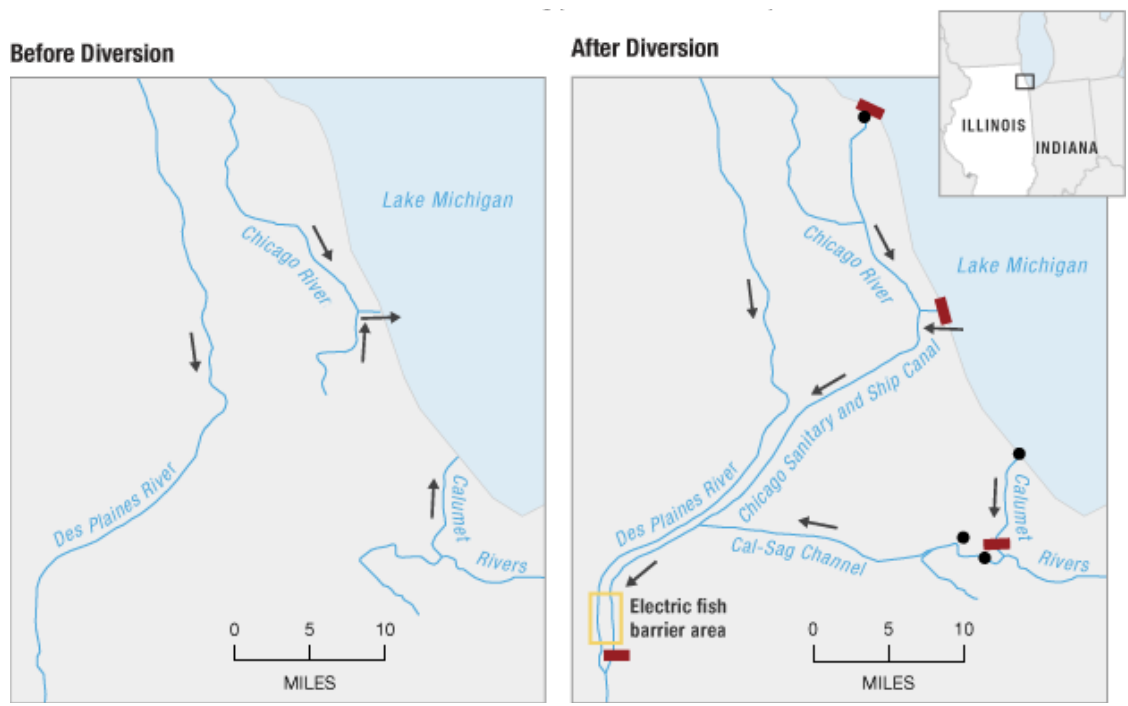 Before Diversion
Lake Michigan
Chicago River
Des Plaines River
Calumet
Rivers
0 5 10
MILES
After Diversion
ILLINOIS
INDIANA
Lake Michigan
Chicago River
Chicago Sanitary and Ship Canal
Des Plaines River
Cal-Sag Channel
Calumet
Rivers
Electric fish
barrier area
0 5 10
MILES